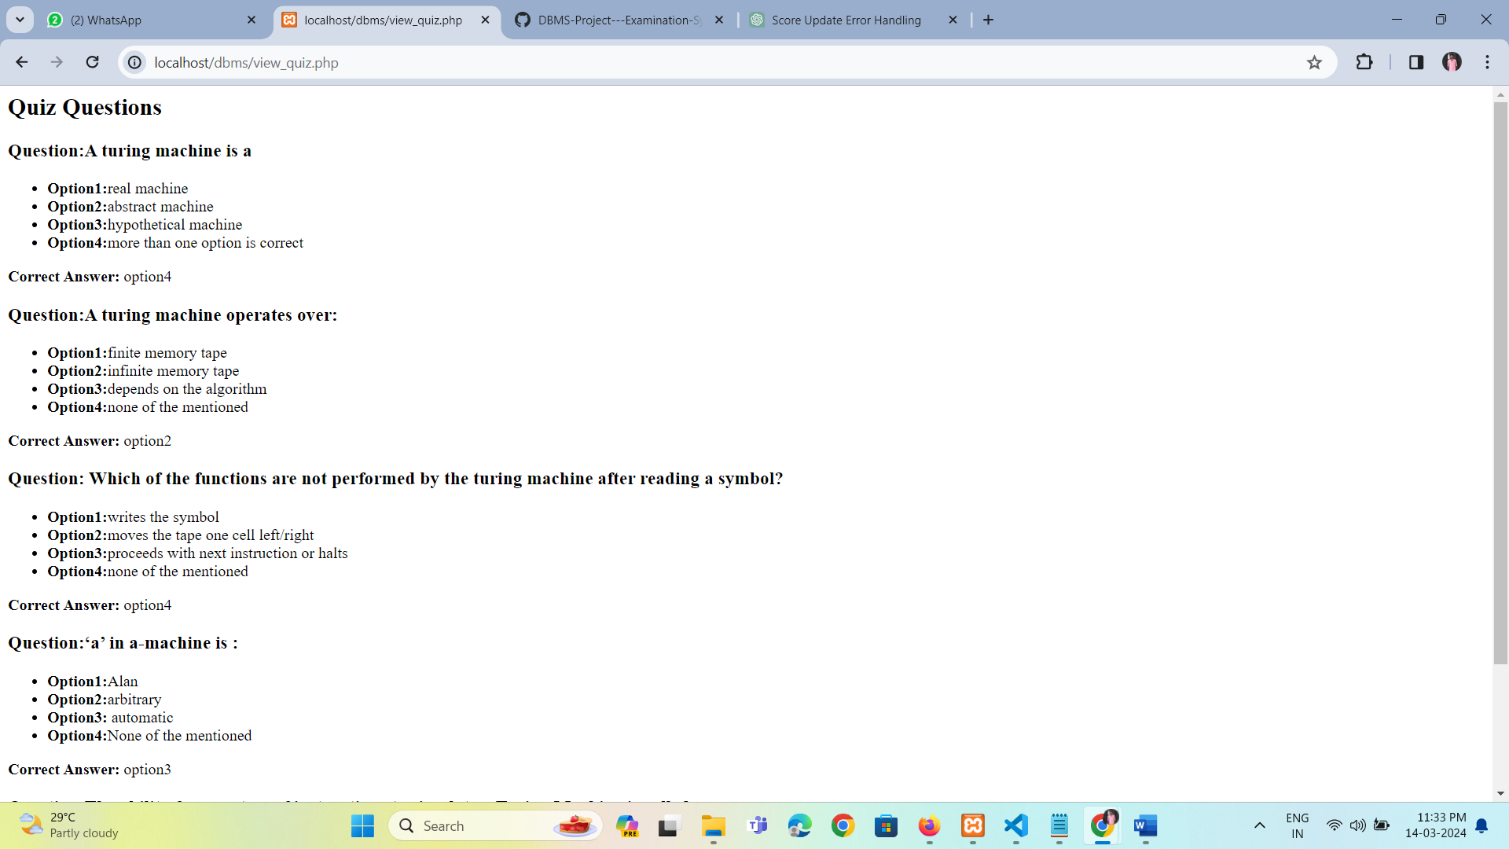 (2) WhatsApp
localhost/dbms/view_quiz.php
DBMS-Project---Examination-Sy
Score Update Error Handling
localhost/dbms/view_quiz.php
Quiz Questions
Question:A turing machine is a
• Option1:real machine
• Option2:abstract machine
• Option3:hypothetical machine
• Option4:more than one option is correct
Correct Answer: option4
Question:A turing machine operates over:
• Option1:finite memory tape
• Option2:infinite memory tape
• Option3:depends on the algorithm
• Option4:none of the mentioned
Correct Answer: option2
Question: Which of the functions are not performed by the turing machine after reading a symbol?
• Option1:writes the symbol
• Option2:moves the tape one cell left/right
• Option3:proceeds with next instruction or halts
• Option4:none of the mentioned
Correct Answer: option4
Question:‘a’ in a-machine is :
• Option1:Alan
• Option2:arbitrary
• Option3: automatic
• Option4:None of the mentioned
Correct Answer: option3
29°C
Partly cloudy
Search
PRE
ENG
IN
11:33 PM
14-03-2024